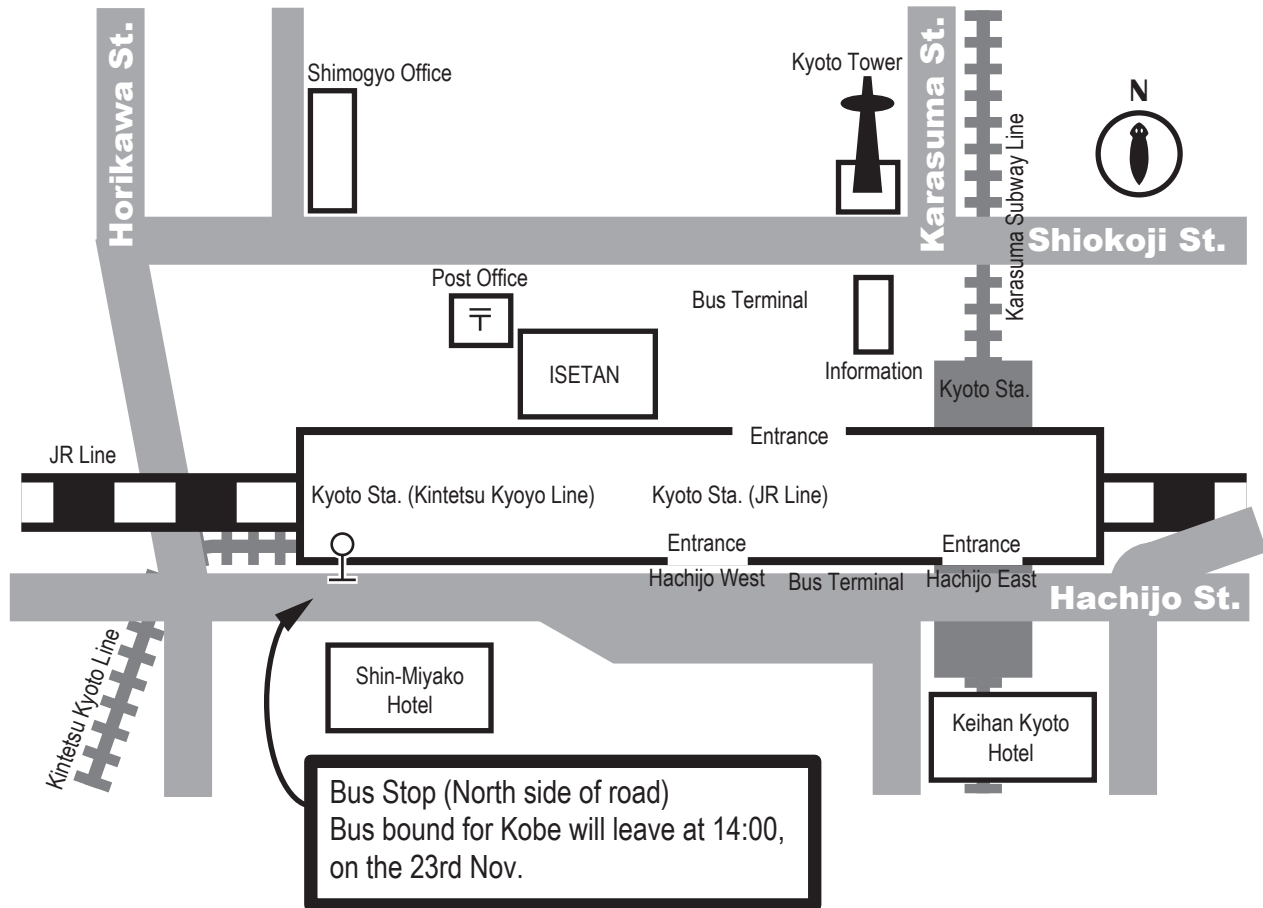 Horikawa St.
Shimogyo Office
Kyoto Tower
Karasuma St.
Karasuma Subway Line
N
Shiokoji St.
Post Office
〒
Bus Terminal
ISETAN
Information
Kyoto Sta.
Entrance
JR Line
Kyoto Sta. (Kintetsu Kyoyo Line)
Kyoto Sta. (JR Line)
Entrance
Hachijo West
Bus Terminal
Entrance
Hachijo East
Hachijo St.
Kintetsu Kyoto Line
Shin-Miyako
Hotel
Keihan Kyoto
Hotel
Bus Stop (North side of road)
Bus bound for Kobe will leave at 14:00,
on the 23rd Nov.